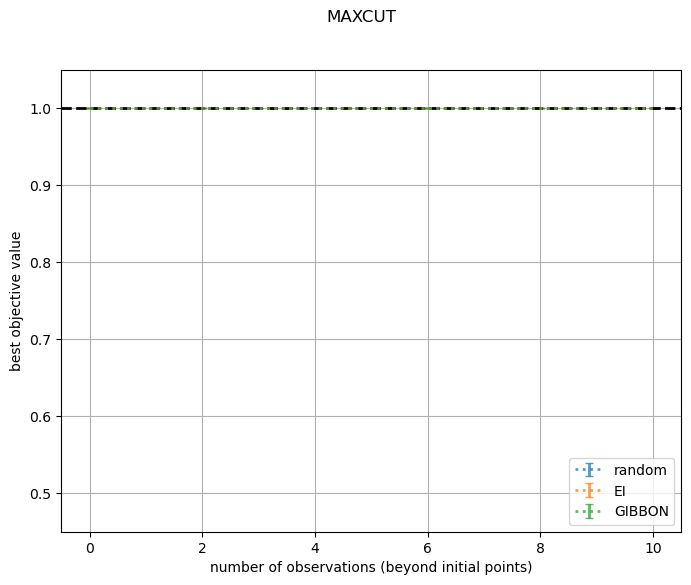 MAXCUT
best objective value
1.0
0.9
0.8
0.7
0.6
0.5
random
EI
GIBBON
0 2 4 6 8 10
number of observations (beyond initial points)